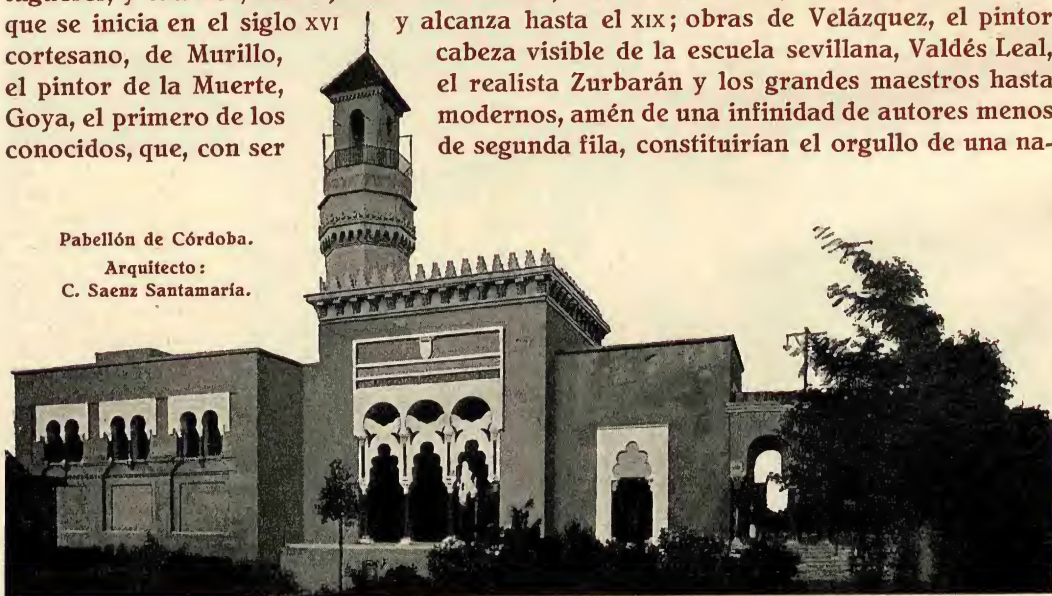 que se inicia en el siglo XVI y alcanza hasta el XIX; obras de Velázquez, el pintor
cortesano, de Murillo, cabeza visible de la escuela sevillana, Valdés Leal,
el pintor de la Muerte, el realista Zurbarán y los grandes maestros hasta
Goya, el primero de los modernos, amén de una infinidad de autores menos
conocidos, que, con ser de segunda fila, constituirían el orgullo de una na-
Pabellón de Córdoba.
Arquitecto:
C. Saenz Santamaría.